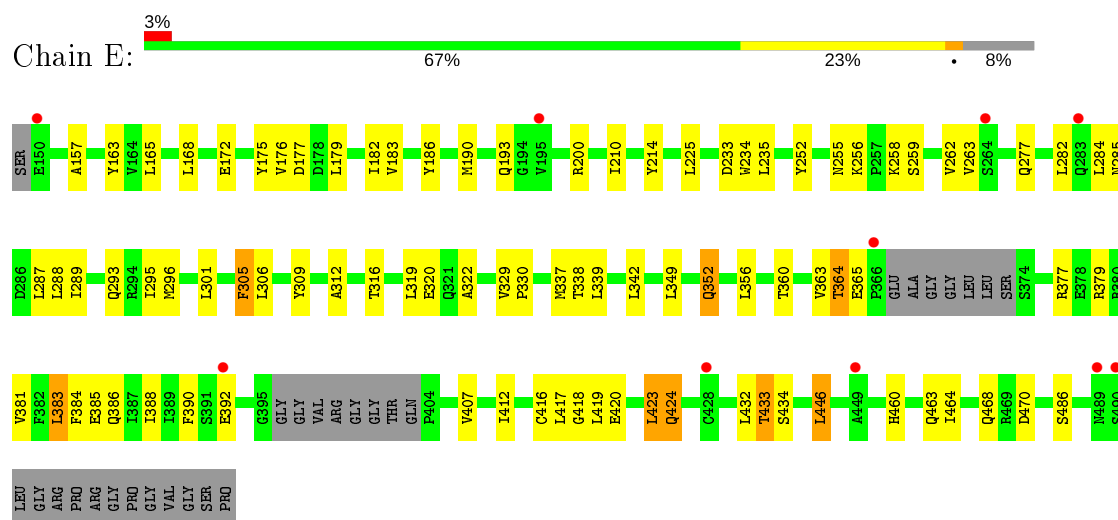 3%
Chain E:
67% 23% • 8%
SER E150 A157 Y163 V164 L165 L168 E172 Y175 V176 D177 D178 L179 I182 V183 Y186 M190 Q193 G194 V195 R200 I210 Y214 L225 D233 W234 L235 Y252 N255 K256 P257 K258 S259 V262 V263 S264 Q277 L282 Q283 L284 N285
D286 L287 L288 I289 Q293 R294 I295 M296 L301 F305 L306 Y309 A312 T316 L319 E320 Q321 A322 V329 P330 M337 T338 L339 L342 L349 Q352 L356 T360 V363 T364 E365 P366 GLU ALA GLY GLY LEU LEU SER S374 R377 E378 R379 R380
V381 F382 L383 F384 E385 Q386 I387 I388 I389 F390 S391 E392 G395 GLY GLY VAL ARG GLY GLY THR GLN P404 V407 I412 C416 L417 G418 L419 E420 L423 Q424 C428 L432 T433 S434 L446 A449 H460 Q463 I464 Q468 R469 D470 S486 N489 S490
LEU GLY ARG PRO ARG GLY PRO GLY VAL GLY SER PRO